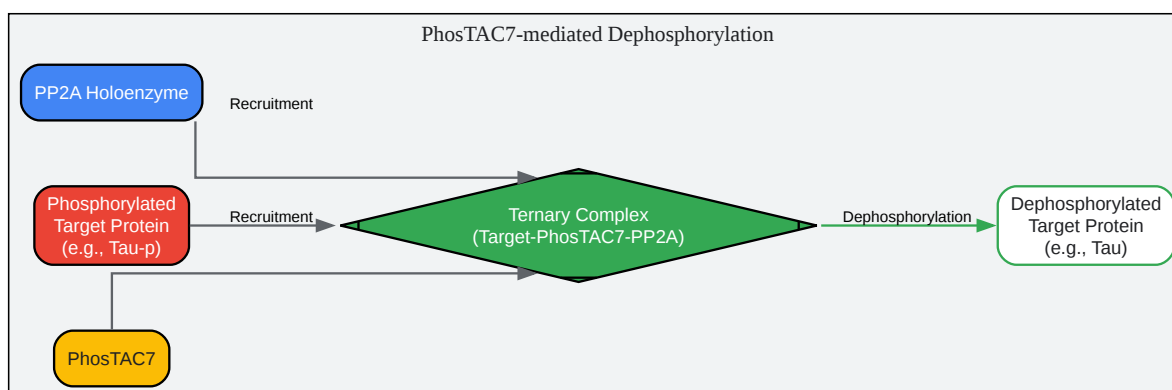 PhosTAC7-mediated Dephosphorylation
PP2A Holoenzyme
Recruitment
Phosphorylated
Target Protein
(e.g., Tau-p)
Recruitment
Ternary Complex
(Target-PhosTAC7-PP2A)
Dephosphorylation
Dephosphorylated
Target Protein
(e.g., Tau)
PhosTAC7